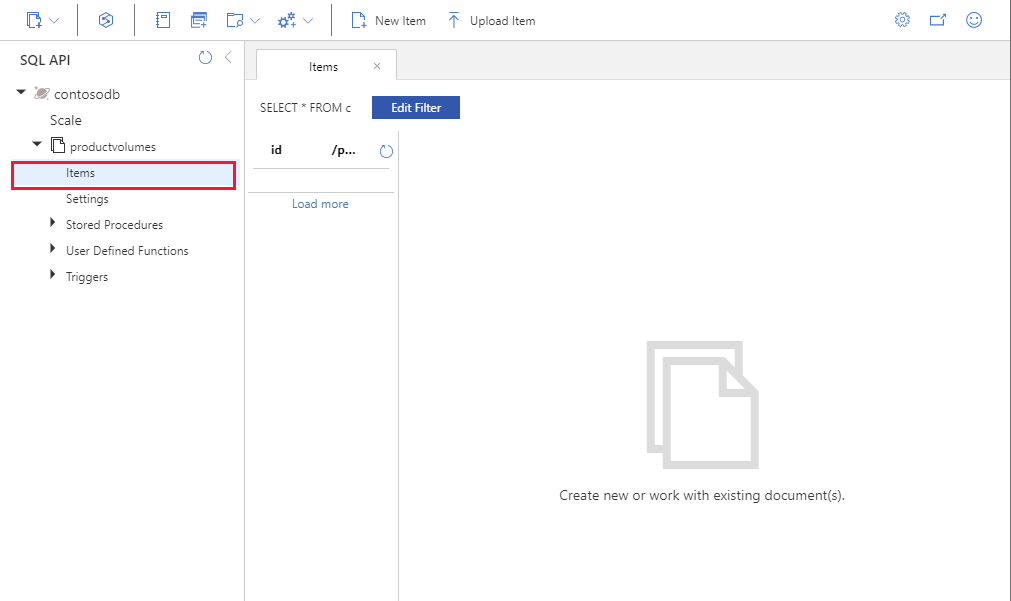 New Item
Upload Item
SQL API
contosodb
Scale
productvolumes
Items
Settings
Stored Procedures
User Defined Functions
Triggers
Items
SELECT * FROM c
Edit Filter
id /p...
Load more
Create new or work with existing document(s).